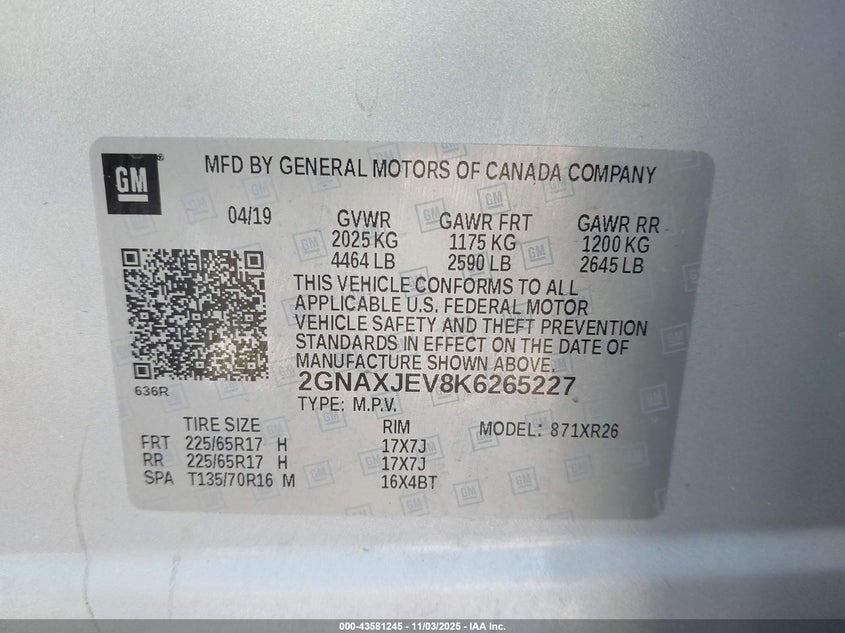 GM
MFD BY GENERAL MOTORS OF CANADA COMPANY
04/19 GVWR GAWR FRT GAWR RR
2025 KG 1175 KG 1200 KG
4464 LB 2590 LB 2645 LB
THIS VEHICLE CONFORMS TO ALL
APPLICABLE U.S. FEDERAL MOTOR
VEHICLE SAFETY AND THEFT PREVENTION
STANDARDS IN EFFECT ON THE DATE OF
MANUFACTURE SHOWN ABOVE.
636R
2GNAXJEV8K6265227
TYPE: M.P.V.
TIRE SIZE RIM MODEL: 871XR26
FRT 225/65R17 H 17X7J
RR 225/65R17 H 17X7J
SPA T135/70R16 M 16X4BT
000-43581245 - 11/03/2025 - IAA Inc.